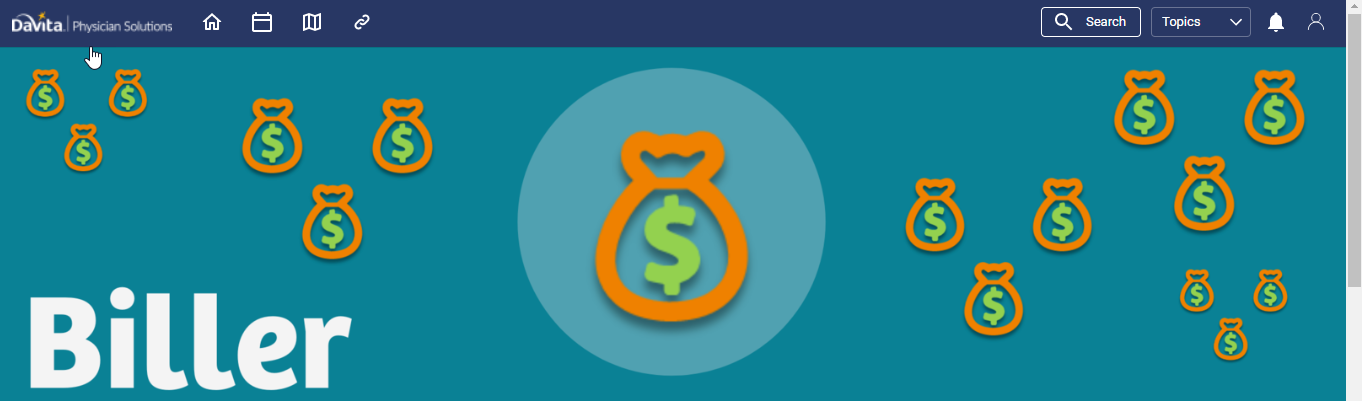 DaVita | Physician Solutions
Search
Topics
$ $ $
$ $ $
$
$ $ $
$ $ $
$ $ $
Biller